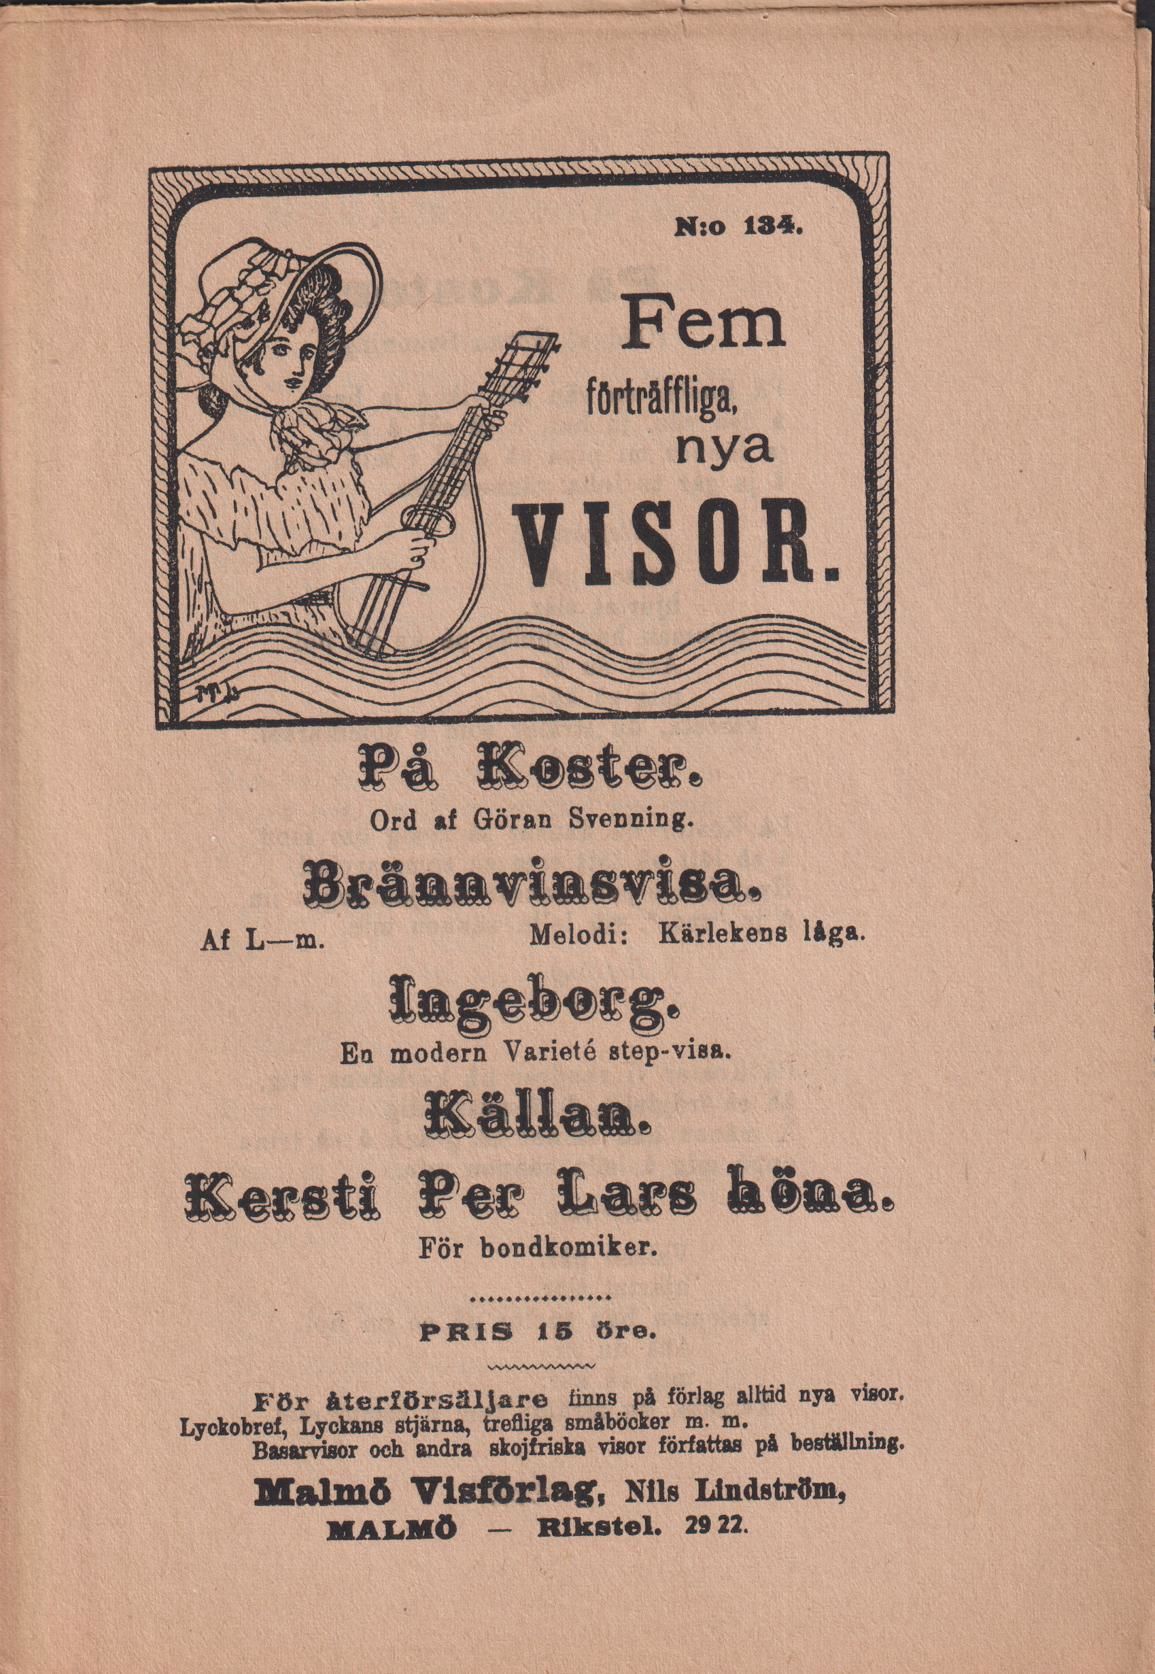 N:o 134.
Fem
förträffliga,
nya
VISOR.
På Koster.
Ord af Göran Svenning.
Brännvinsvisa.
Af L—m. Melodi: Kärlekens låga.
Ingeborg.
En modern Varieté step-visa.
Källan.
Kersti Per Lars höna.
För bondkomiker.
PRIS 15 öre.
För återförsäljare finns på förlag alltid nya visor.
Lyckobref, Lyckans stjärna, trefliga småböcker m. m.
Basarvisor och andra skojfriska visor författas på beställning.
Malmö Visförlag, Nils Lindström,
MALMÖ — Rikstel. 29 22.